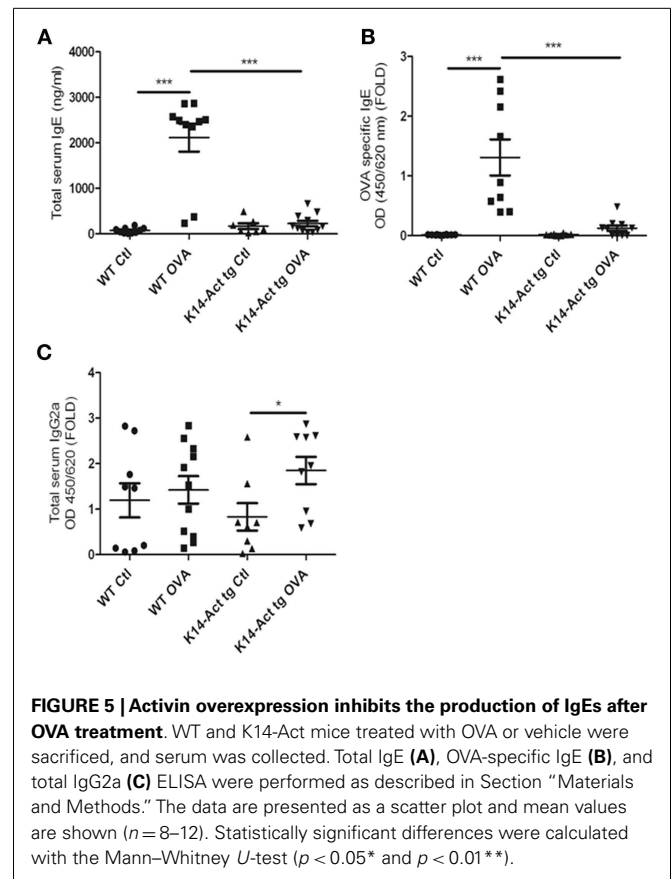 A
Total serum IgE (ng/ml)
4000
3000
2000
1000
0
***
***
WT Ctl
WT OVA
K14-Act tg Ctl
K14-Act tg OVA
B
OVA specific IgE
OD (450/620 nm) (FOLD)
3
2
1
0
***
***
WT Ctl
WT OVA
K14-Act tg Ctl
K14-Act tg OVA
C
Total serum IgG2a
OD 450/620 (FOLD)
4
3
2
1
0
*
WT Ctl
WT OVA
K14-Act tg Ctl
K14-Act tg OVA
FIGURE 5 | Activin overexpression inhibits the production of IgEs after
OVA treatment. WT and K14-Act mice treated with OVA or vehicle were
sacrificed, and serum was collected. Total IgE (A), OVA-specific IgE (B), and
total IgG2a (C) ELISA were performed as described in Section “Materials
and Methods.” The data are presented as a scatter plot and mean values
are shown (n = 8–12). Statistically significant differences were calculated
with the Mann–Whitney U-test (p < 0.05* and p < 0.01**).